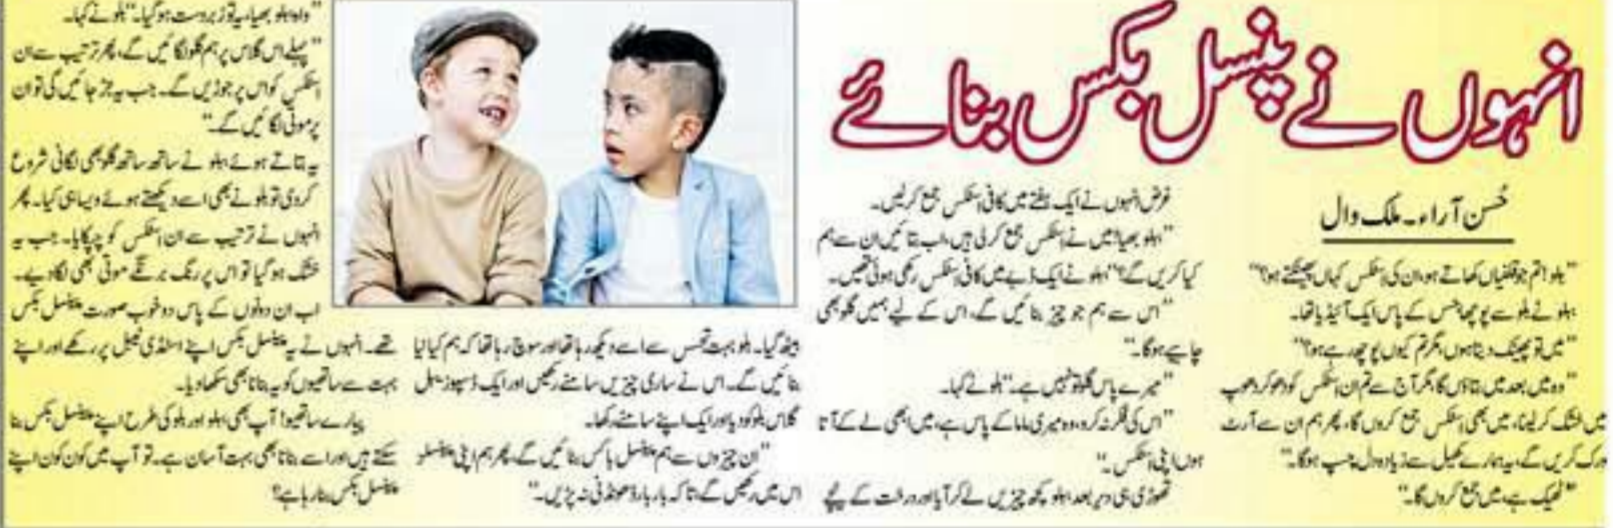 انہوں نے پنسل بکس بنائے
حُسن آراء۔ ملک وال
”بلو! تم جو قلفیاں کھاتے ہو، ان کی اسٹکس کہاں پھینکتے ہو؟“
ببلو نے بلو سے پوچھا جس کے پاس ایک آئیڈیا تھا۔
”میں تو پھینک دیتا ہوں، مگر تم کیوں پوچھ رہے ہو؟“
”وہ میں بعد میں بتاؤں گا، مگر آج سے تم ان اسٹکس کو دھو کر دھوپ
میں خشک کر لینا، میں بھی اسٹکس جمع کروں گا، پھر ہم ان سے آرٹ
ورک کریں گے، یہ ہمارے کھیل سے زیادہ دل چسپ ہوگا۔“
”ٹھیک ہے، میں جمع کروں گا۔“
غرض انہوں نے ایک ہفتے میں کافی اسٹکس جمع کر لیں۔
”ببلو بھیا! میں نے اسٹکس جمع کر لی ہیں، اب بتائیں ان سے ہم
کیا کریں گے؟“ ببلو نے ایک ڈبے میں کافی اسٹکس رکھی ہوئی تھیں۔
”اس سے ہم جو چیز بنائیں گے، اس کے لیے ہمیں گلو بھی
چاہیے ہوگا۔“
”میرے پاس گلو تو نہیں ہے۔“ بلو نے کہا۔
”اس کی فکر نہ کرو، وہ میری ماما کے پاس ہے، میں ابھی لے کے آتا
ہوں اپنی اسٹکس۔“
تھوڑی ہی دیر بعد ببلو کچھ چیزیں لے کر آیا اور درخت کے نیچے
بیٹھ گیا۔ بلو بہت تجسس سے اسے دیکھ رہا تھا اور سوچ رہا تھا کہ ہم کیا نیا
بنائیں گے۔ اس نے ساری چیزیں سامنے رکھیں اور ایک ڈسپوزیبل
گلاس بلو کو دیا اور ایک اپنے سامنے رکھا۔
”ان چیزوں سے ہم پنسل باکس بنائیں گے، پھر ہم اپنی پنسلز
اس میں رکھیں گے، تاکہ بار بار ڈھونڈنی نہ پڑیں۔“
”واہ ببلو بھیا، یہ تو زبردست ہو گیا۔“ بلو نے کہا۔
”پہلے اس گلاس پر ہم گلو لگائیں گے، پھر ترتیب سے ان
اسٹکس کو اس پر جوڑیں گے۔ جب یہ جڑ جائیں گی تو ان
پر موتی لگائیں گے۔“
یہ بتاتے ہوئے ببلو نے ساتھ ساتھ گلو بھی لگانی شروع
کر دی تو بلو نے بھی اسے دیکھتے ہوئے ویسا ہی کیا۔ پھر
انہوں نے ترتیب سے ان اسٹکس کو چپکایا۔ جب یہ
خشک ہو گیا تو اس پر رنگ برنگے موتی بھی لگا دیے۔
اب ان دونوں کے پاس دو خوب صورت پنسل بکس
تھے۔ انہوں نے یہ پنسل بکس اپنے اسٹڈی ٹیبل پر رکھے اور اپنے
بہت سے ساتھیوں کو یہ بنانا بھی سکھا دیا۔
پیارے ساتھیو! آپ بھی ببلو اور بلو کی طرح اپنے پنسل بکس بنا
سکتے ہیں اور اسے بنانا بھی بہت آسان ہے۔ تو آپ میں کون کون اپنے
پنسل بکس بنا رہا ہے؟